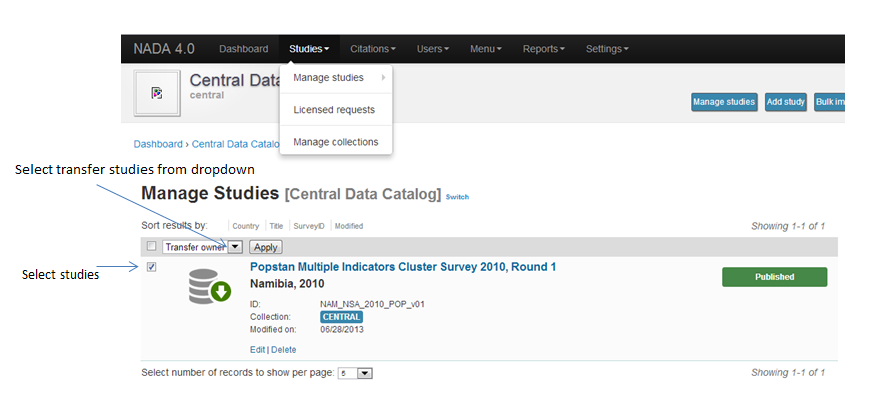 NADA 4.0 Dashboard Studies Citations Users Menu Reports Settings
Central Data
central
Manage studies
Licensed requests
Manage collections
Manage studies Add study Bulk im
Dashboard › Central Data Catalo
Select transfer studies from dropdown
Manage Studies [Central Data Catalog] Switch
Sort results by: Country Title SurveyID Modified Showing 1-1 of 1
Transfer owner Apply
Select studies
Popstan Multiple Indicators Cluster Survey 2010, Round 1
Published
Namibia, 2010
ID: NAM_NSA_2010_POP_v01
Collection: CENTRAL
Modified on: 06/28/2013
Edit | Delete
Select number of records to show per page: 5 Showing 1-1 of 1